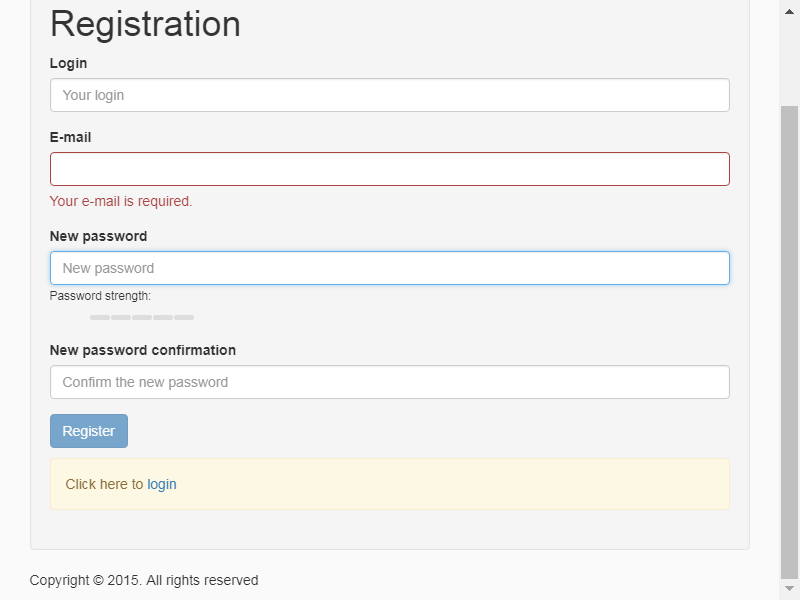 Registration
Login
Your login
E-mail
Your e-mail is required.
New password
New password
Password strength:
New password confirmation
Confirm the new password
Register
Click here to login
Copyright © 2015. All rights reserved